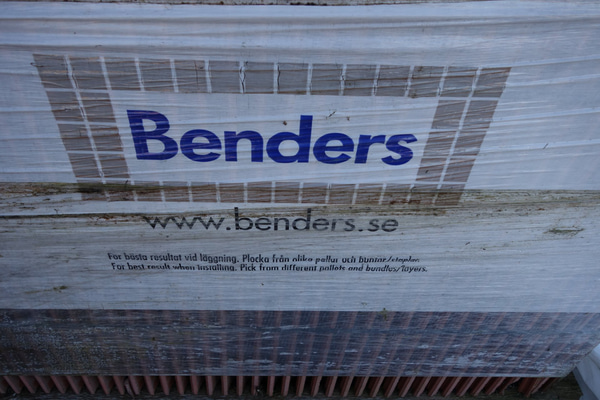 Benders
www.benders.se
För bästa resultat vid läggning. Plocka från olika pallar och buntar/staplar.
For best result when installing. Pick from different pallets and bundles/layers.